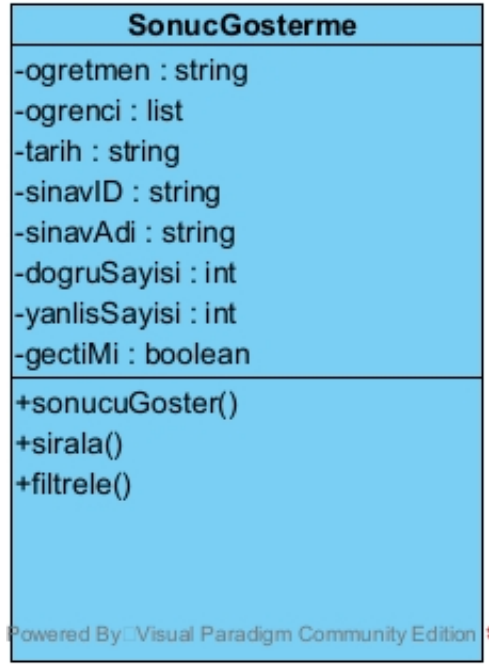 SonucGosterme
-ogretmen : string
-ogrenci : list
-tarih : string
-sinavID : string
-sinavAdi : string
-dogruSayisi : int
-yanlisSayisi : int
-gectiMi : boolean
+sonucuGoster()
+sirala()
+filtrele()
Powered By Visual Paradigm Community Edition